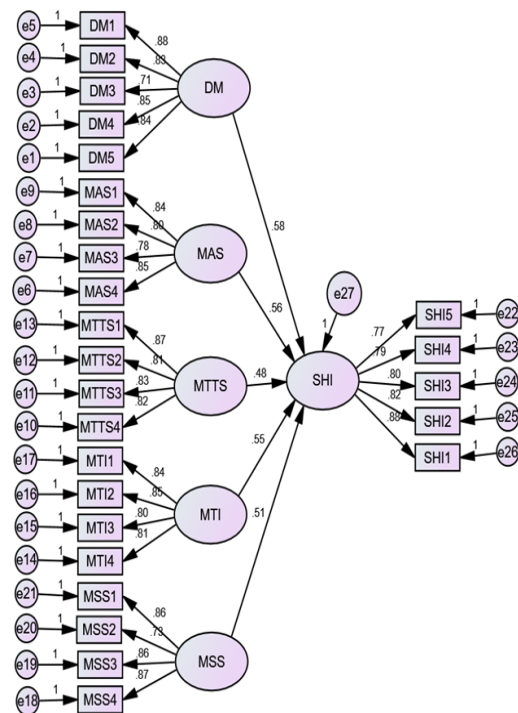 e5 1 DM1
.88
e4 1 DM2
.83
e3 1 DM3
.71
DM
e2 1 DM4
.85
e1 1 DM5
.84
e9 1 MAS1
.84
e8 1 MAS2
.80
e7 1 MAS3
.78
MAS
e6 1 MAS4
.85
e13 1 MTTS1
.87
e12 1 MTTS2
.81
e11 1 MTTS3
.83
MTTS
e10 1 MTTS4
.82
e17 1 MTI1
.84
e16 1 MTI2
.85
e15 1 MTI3
.80
MTI
e14 1 MTI4
.81
e21 1 MSS1
.86
e20 1 MSS2
.73
e19 1 MSS3
.86
MSS
e18 1 MSS4
.87
.58
.56
.48
.55
.51
e27
1
SHI
.77
SHI5 1 e22
.79
SHI4 1 e23
.80
SHI3 1 e24
.82
SHI2 1 e25
.88
SHI1 1 e26